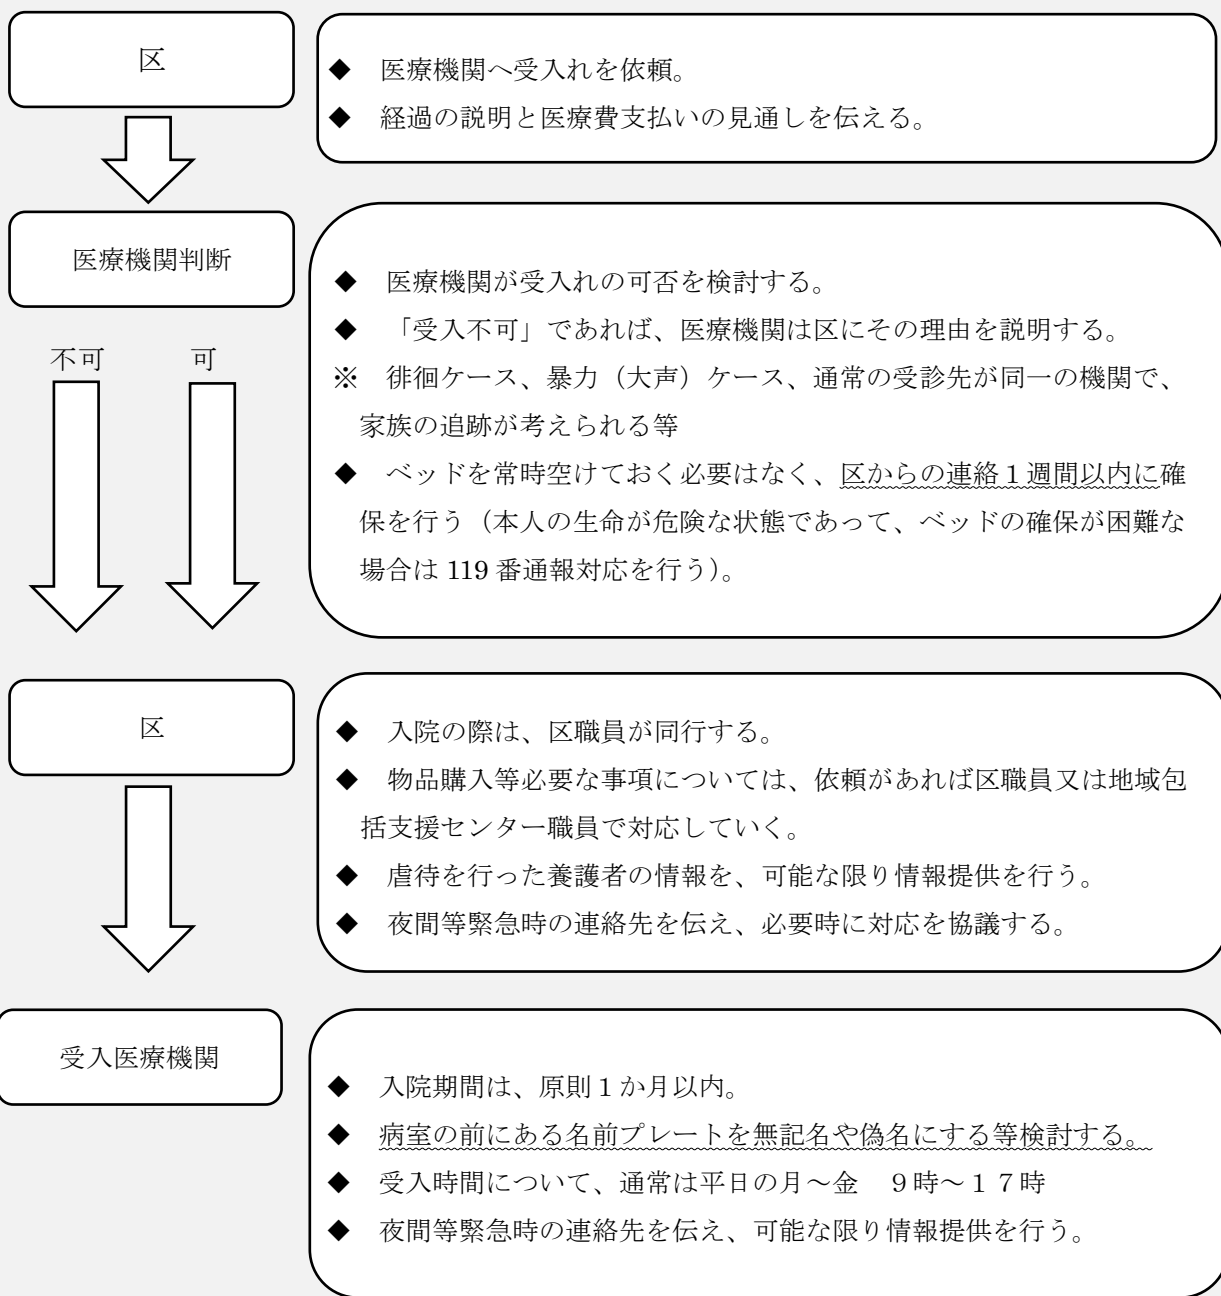 区
◆　医療機関へ受入れを依頼。
◆　経過の説明と医療費支払いの見通しを伝える。
医療機関判断
不可　可
◆　医療機関が受入れの可否を検討する。
◆　「受入不可」であれば、医療機関は区にその理由を説明する。
※　徘徊ケース、暴力（大声）ケース、通常の受診先が同一の機関で、
家族の追跡が考えられる等
◆　ベッドを常時空けておく必要はなく、区からの連絡１週間以内に確
保を行う（本人の生命が危険な状態であって、ベッドの確保が困難な
場合は 119 番通報対応を行う）。
区
◆　入院の際は、区職員が同行する。
◆　物品購入等必要な事項については、依頼があれば区職員又は地域包
括支援センター職員で対応していく。
◆　虐待を行った養護者の情報を、可能な限り情報提供を行う。
◆　夜間等緊急時の連絡先を伝え、必要時に対応を協議する。
受入医療機関
◆　入院期間は、原則１か月以内。
◆　病室の前にある名前プレートを無記名や偽名にする等検討する。
◆　受入時間について、通常は平日の月～金　９時～１７時
◆　夜間等緊急時の連絡先を伝え、可能な限り情報提供を行う。